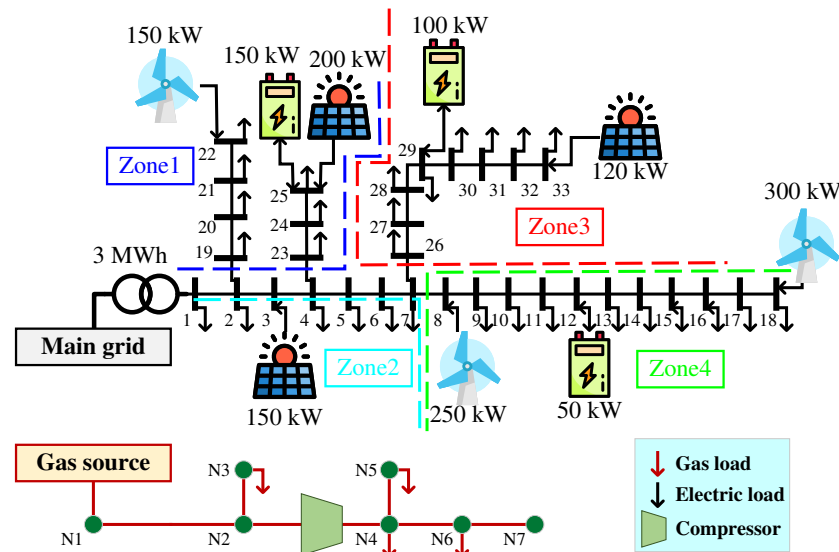 150 kW
150 kW
200 kW
100 kW
120 kW
300 kW
Zone1
22
21
20
19
25
24
23
29
30
31
32
33
28
27
26
Zone3
3 MWh
Main grid
1
2
3
4
5
6
7
8
9
10
11
12
13
14
15
16
17
18
Zone2
Zone4
150 kW
250 kW
50 kW
Gas source
N3
N5
N1
N2
N4
N6
N7
Gas load
Electric load
Compressor